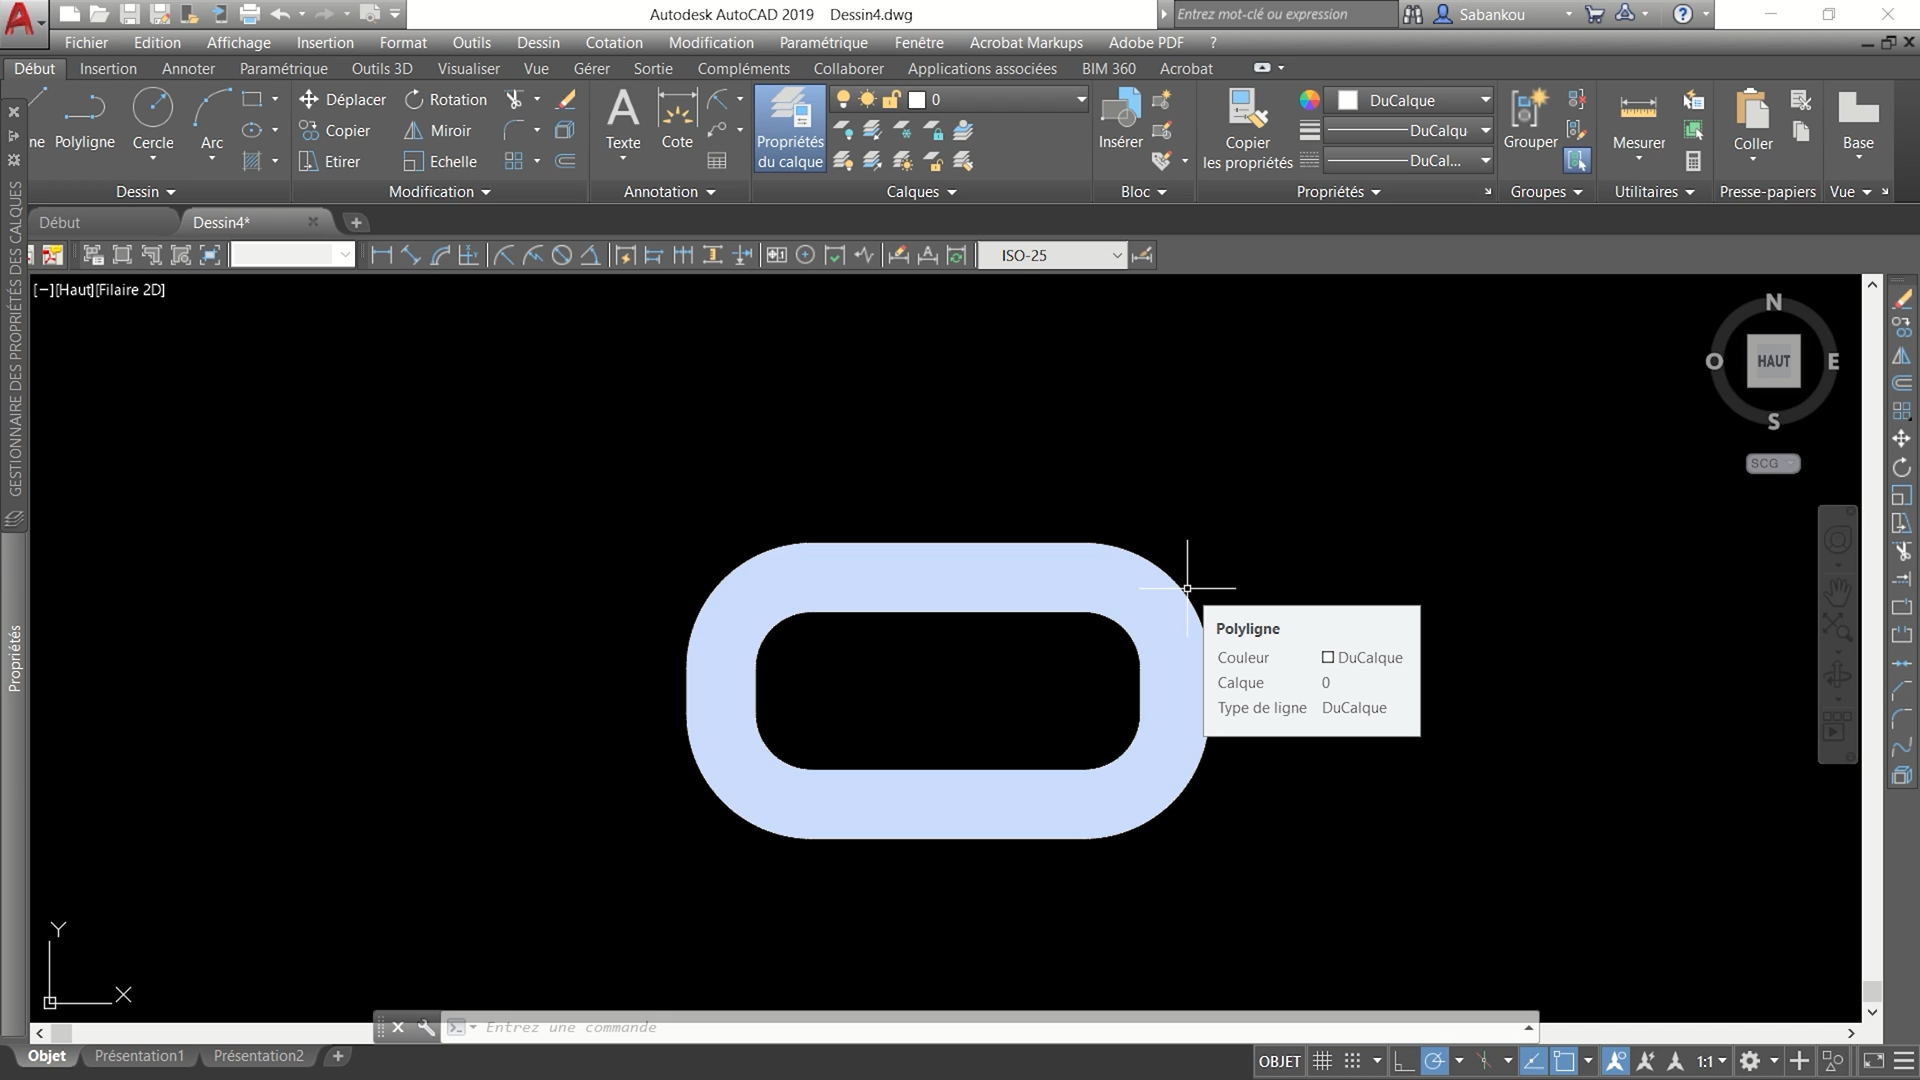 Autodesk AutoCAD 2019 Dessin4.dwg
Entrez mot-clé ou expression
Sabankou
Fichier Edition Affichage Insertion Format Outils Dessin Cotation Modification Paramétrique Fenêtre Acrobat Markups Adobe PDF ?
Début Insertion Annoter Paramétrique Outils 3D Visualiser Vue Gérer Sortie Compléments Collaborer Applications associées BIM 360 Acrobat
ne Polyligne Cercle Arc
Déplacer Rotation
Copier Miroir
Etirer Echelle
Texte Cote
Propriétés
du calque
0
Insérer
Copier
les propriétés
DuCalque
DuCalqu
DuCal...
Grouper
Mesurer
Coller
Base
Dessin Modification Annotation Calques Bloc Propriétés Groupes Utilitaires Presse-papiers Vue
Début Dessin4*
ISO-25
GESTIONNAIRE DES PROPRIÉTÉS DES CALQUES
Propriétés
[−][Haut][Filaire 2D]
N
O HAUT E
S
SCG
Polyligne
Couleur DuCalque
Calque 0
Type de ligne DuCalque
Y
X
Entrez une commande
Objet Présentation1 Présentation2 +
OBJET 1:1